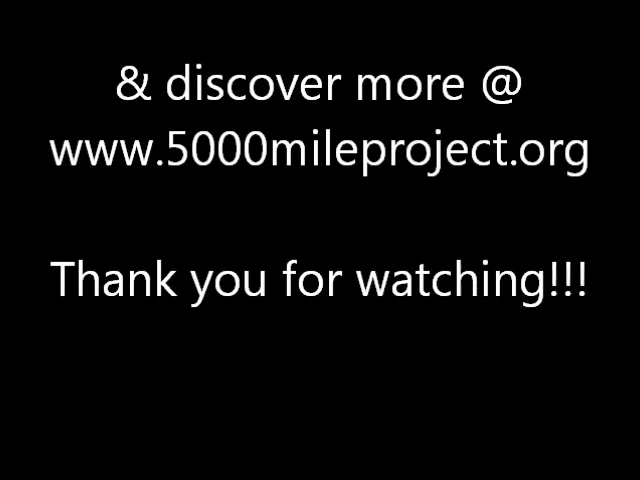 & discover more @
www.5000mileproject.org
Thank you for watching!!!